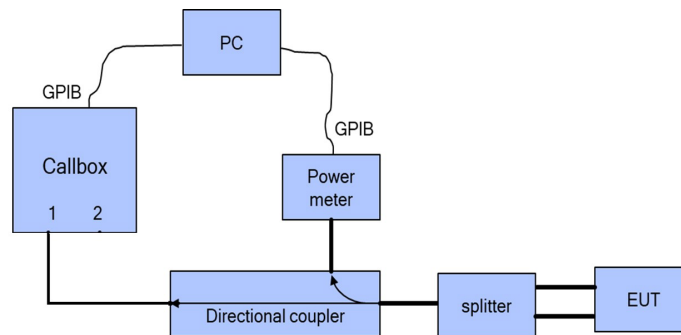 PC
GPIB
GPIB
Callbox
1 2
Power
meter
Directional coupler
splitter
EUT